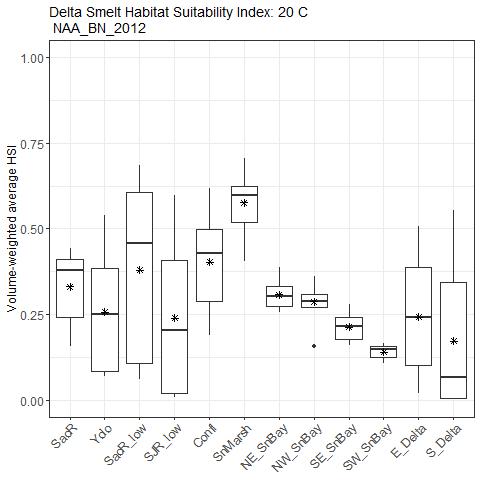 Delta Smelt Habitat Suitability Index: 20 C
NAA_BN_2012
Volume-weighted average HSI
1.00
0.75
0.50
0.25
0.00
SacR
Yolo
SacR_low
SJR_low
Confl
SnMarsh
NE_SnBay
NW_SnBay
SE_SnBay
SW_SnBay
E_Delta
S_Delta